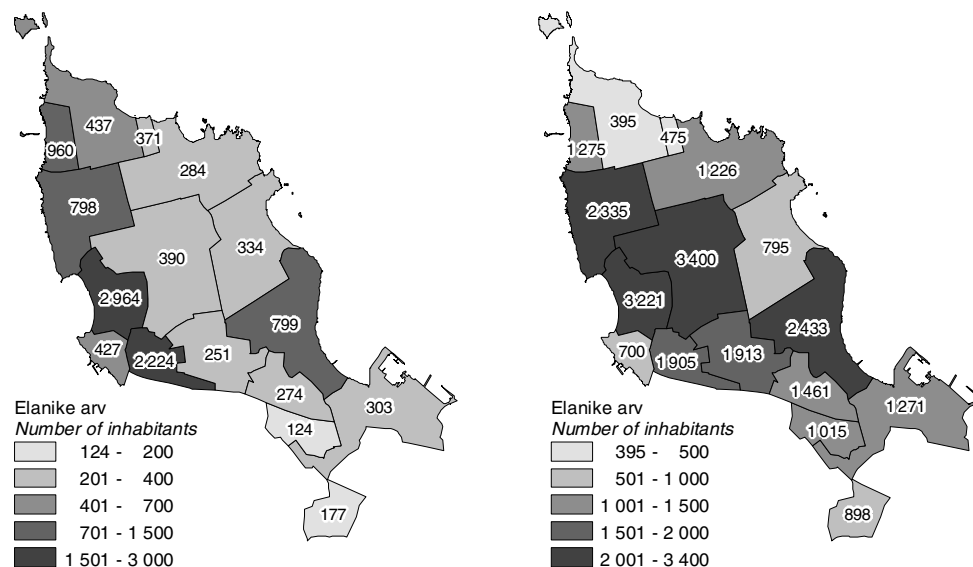 437
371
960
284
798
334
390
2 964
799
427
2 224
251
274
303
124
177
Elanike arv
Number of inhabitants
124 - 200
201 - 400
401 - 700
701 - 1 500
1 501 - 3 000
395
475
1 275
1 226
2 335
795
3 400
3 221
2 433
700
1 905
1 913
1 461
1 271
1 015
898
Elanike arv
Number of inhabitants
395 - 500
501 - 1 000
1 001 - 1 500
1 501 - 2 000
2 001 - 3 400